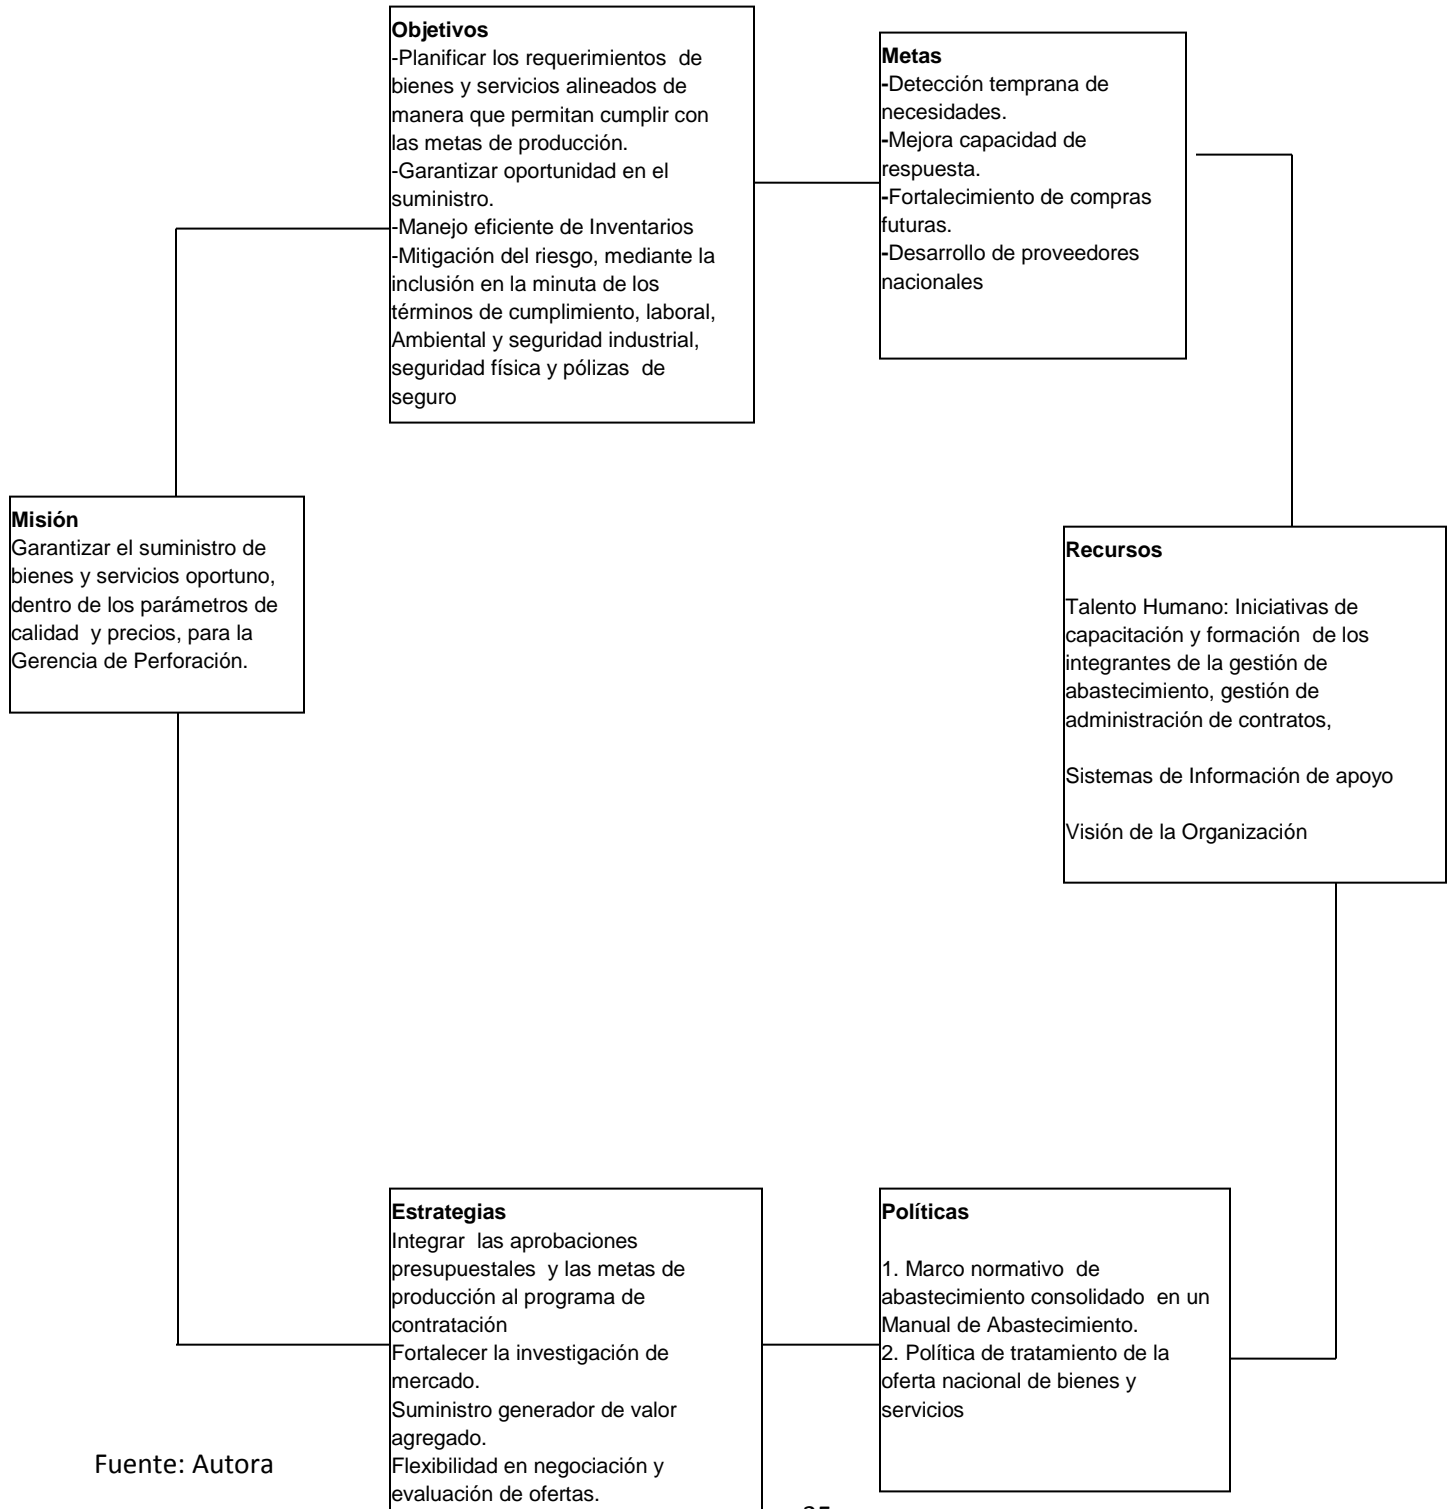 Objetivos
-Planificar los requerimientos de
bienes y servicios alineados de
manera que permitan cumplir con
las metas de producción.
-Garantizar oportunidad en el
suministro.
-Manejo eficiente de Inventarios
-Mitigación del riesgo, mediante la
inclusión en la minuta de los
términos de cumplimiento, laboral,
Ambiental y seguridad industrial,
seguridad física y pólizas de
seguro
Metas
-Detección temprana de
necesidades.
-Mejora capacidad de
respuesta.
-Fortalecimiento de compras
futuras.
-Desarrollo de proveedores
nacionales
Misión
Garantizar el suministro de
bienes y servicios oportuno,
dentro de los parámetros de
calidad y precios, para la
Gerencia de Perforación.
Recursos
Talento Humano: Iniciativas de
capacitación y formación de los
integrantes de la gestión de
abastecimiento, gestión de
administración de contratos,
Sistemas de Información de apoyo
Visión de la Organización
Estrategias
Integrar las aprobaciones
presupuestales y las metas de
producción al programa de
contratación
Fortalecer la investigación de
mercado.
Suministro generador de valor
agregado.
Flexibilidad en negociación y
evaluación de ofertas.
Políticas
1. Marco normativo de
abastecimiento consolidado en un
Manual de Abastecimiento.
2. Política de tratamiento de la
oferta nacional de bienes y
servicios
Fuente: Autora